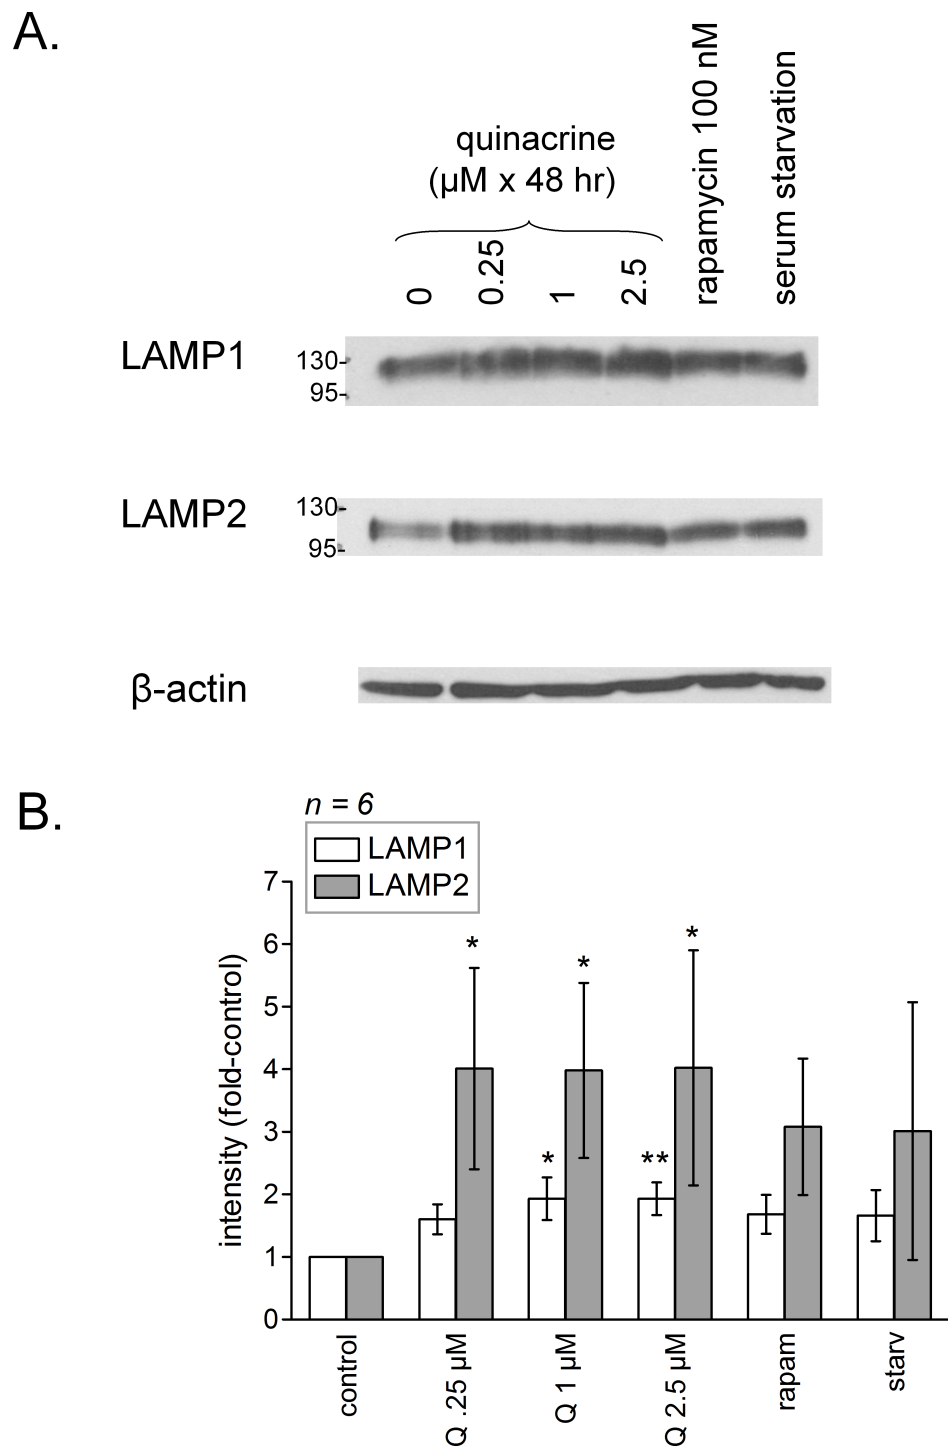 A.
quinacrine
(µM x 48 hr)
0
0.25
1
2.5
rapamycin 100 nM
serum starvation
LAMP1
130-
95-
LAMP2
130-
95-
β-actin
B.
n = 6
LAMP1
LAMP2
intensity (fold-control)
7
6
5
4
3
2
1
0
*
*
*
*
**
control
Q .25 µM
Q 1 µM
Q 2.5 µM
rapam
starv